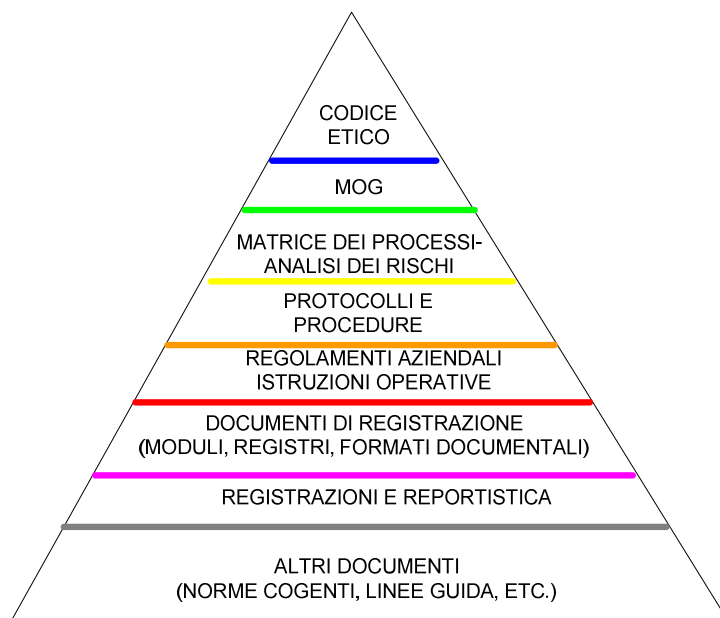 CODICE
ETICO
MOG
MATRICE DEI PROCESSI-
ANALISI DEI RISCHI
PROTOCOLLI E
PROCEDURE
REGOLAMENTI AZIENDALI
ISTRUZIONI OPERATIVE
DOCUMENTI DI REGISTRAZIONE
(MODULI, REGISTRI, FORMATI DOCUMENTALI)
REGISTRAZIONI E REPORTISTICA
ALTRI DOCUMENTI
(NORME COGENTI, LINEE GUIDA, ETC.)